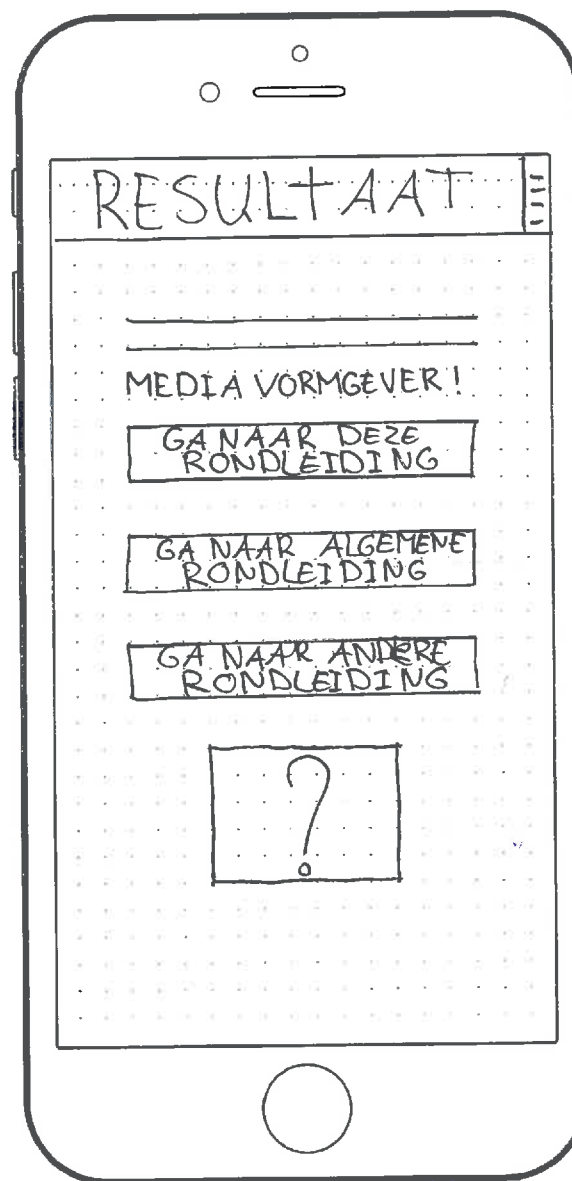 RESULTAAT
MEDIA VORMGEVER!
GA NAAR DEZE
RONDLEIDING
GA NAAR ALGEMENE
RONDLEIDING
GA NAAR ANDERE
RONDLEIDING
?